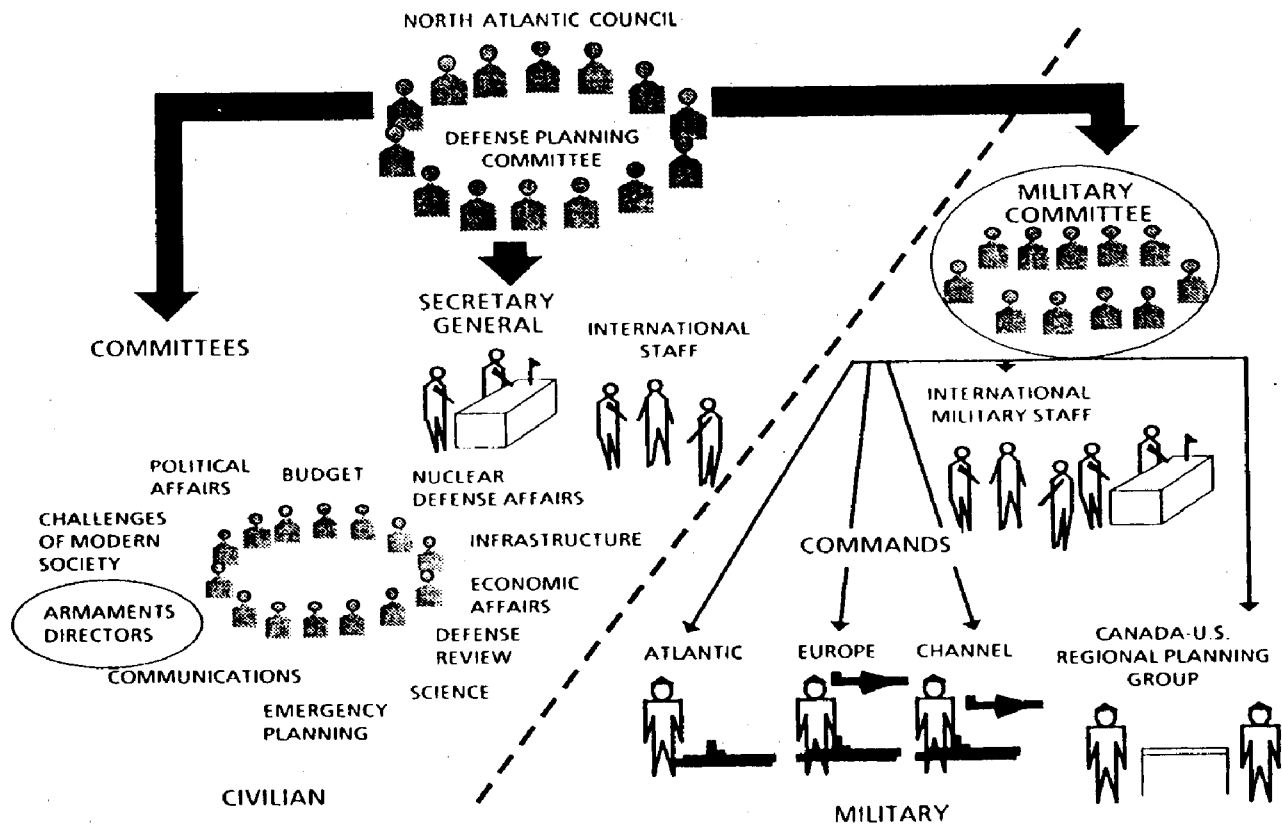 NORTH ATLANTIC COUNCIL
DEFENSE PLANNING
COMMITTEE
MILITARY
COMMITTEE
SECRETARY
GENERAL
INTERNATIONAL
STAFF
COMMITTEES
INTERNATIONAL
MILITARY STAFF
POLITICAL
AFFAIRS
BUDGET
NUCLEAR
DEFENSE AFFAIRS
CHALLENGES
OF MODERN
SOCIETY
INFRASTRUCTURE
ECONOMIC
AFFAIRS
ARMAMENTS
DIRECTORS
DEFENSE
REVIEW
COMMUNICATIONS
SCIENCE
EMERGENCY
PLANNING
COMMANDS
ATLANTIC
EUROPE
CHANNEL
CANADA-U.S.
REGIONAL PLANNING
GROUP
CIVILIAN
MILITARY